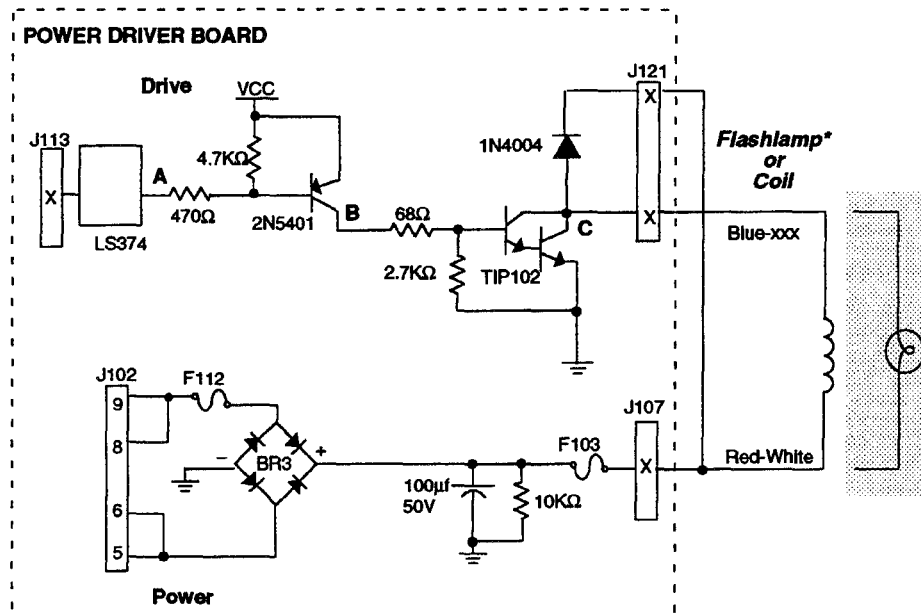 POWER DRIVER BOARD
Drive
VCC
J121
X
J113
X
LS374
A
470Ω
4.7KΩ
2N5401
B
68Ω
2.7KΩ
1N4004
TIP102
C
X
Flashlamp*
or
Coil
Blue-xxx
J102
9
8
6
5
F112
–
BR3
+
100µf
50V
10KΩ
F103
J107
X
Red-White
Power